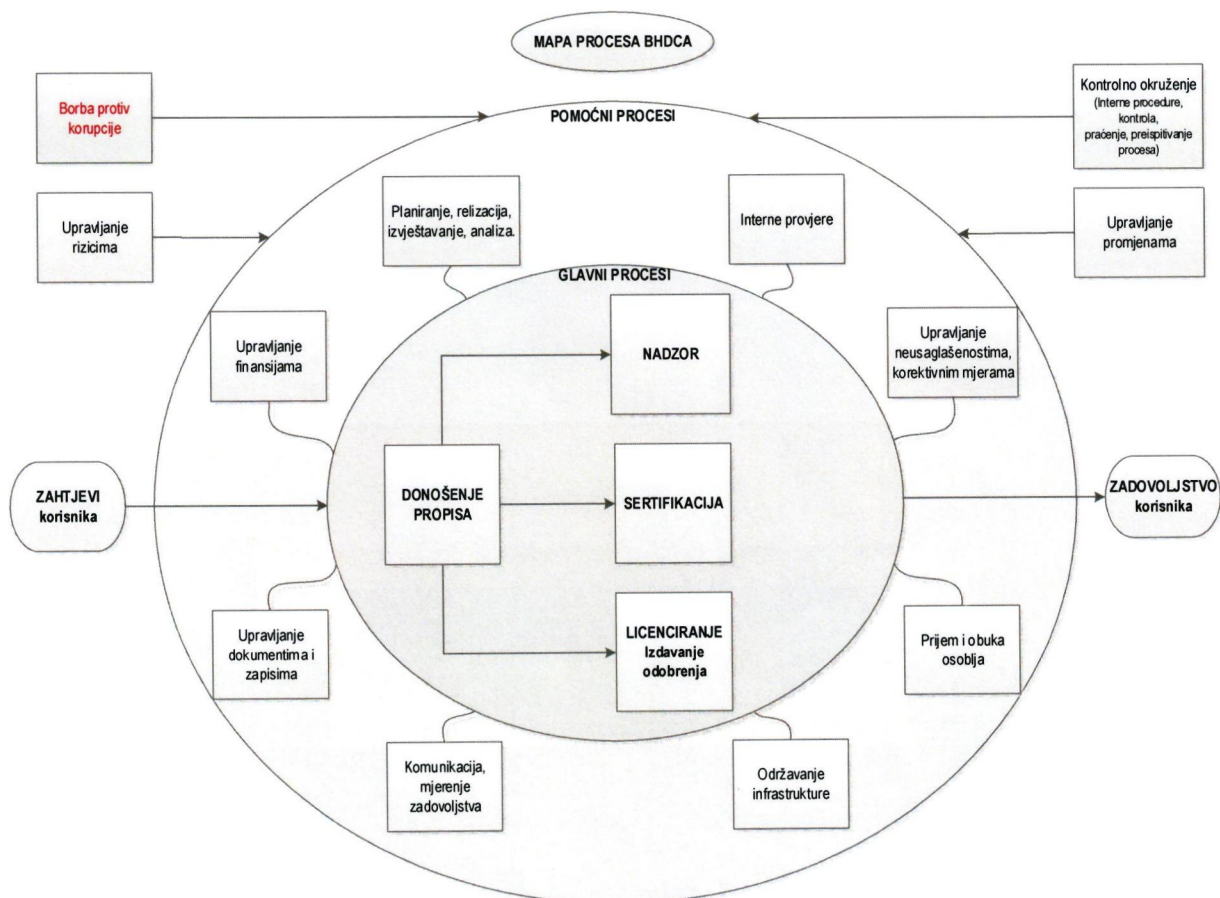 MAPA PROCESA BHDCA
Borba protiv
korupcije
Kontrolno okruženje
(Interne procedure,
kontrola,
praćenje, preispitivanje
procesa)
POMOĆNI PROCESI
Upravljanje
rizicima
Planiranje, relizacija,
izvještavanje, analiza.
Interne provjere
Upravljanje
promjenama
GLAVNI PROCESI
Upravljanje
finansijama
NADZOR
Upravljanje
neusaglašenostima,
korektivnim mjerama
ZAHTJEVI
korisnika
DONOŠENJE
PROPISA
SERTIFIKACIJA
ZADOVOLJSTVO
korisnika
Upravljanje
dokumentima i
zapisima
LICENCIRANJE
Izdavanje
odobrenja
Prijem i obuka
osoblja
Komunikacija,
mjerenje
zadovoljstva
Održavanje
infrastrukture